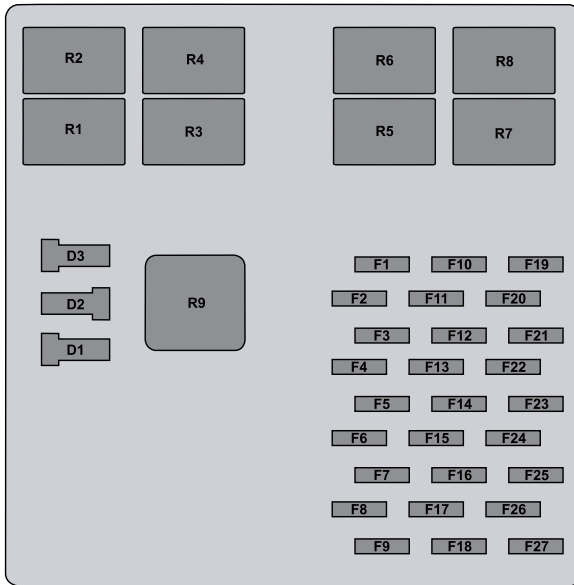 R2 R4 R6 R8
R1 R3 R5 R7
D3
D2 R9
D1
F1 F10 F19
F2 F11 F20
F3 F12 F21
F4 F13 F22
F5 F14 F23
F6 F15 F24
F7 F16 F25
F8 F17 F26
F9 F18 F27